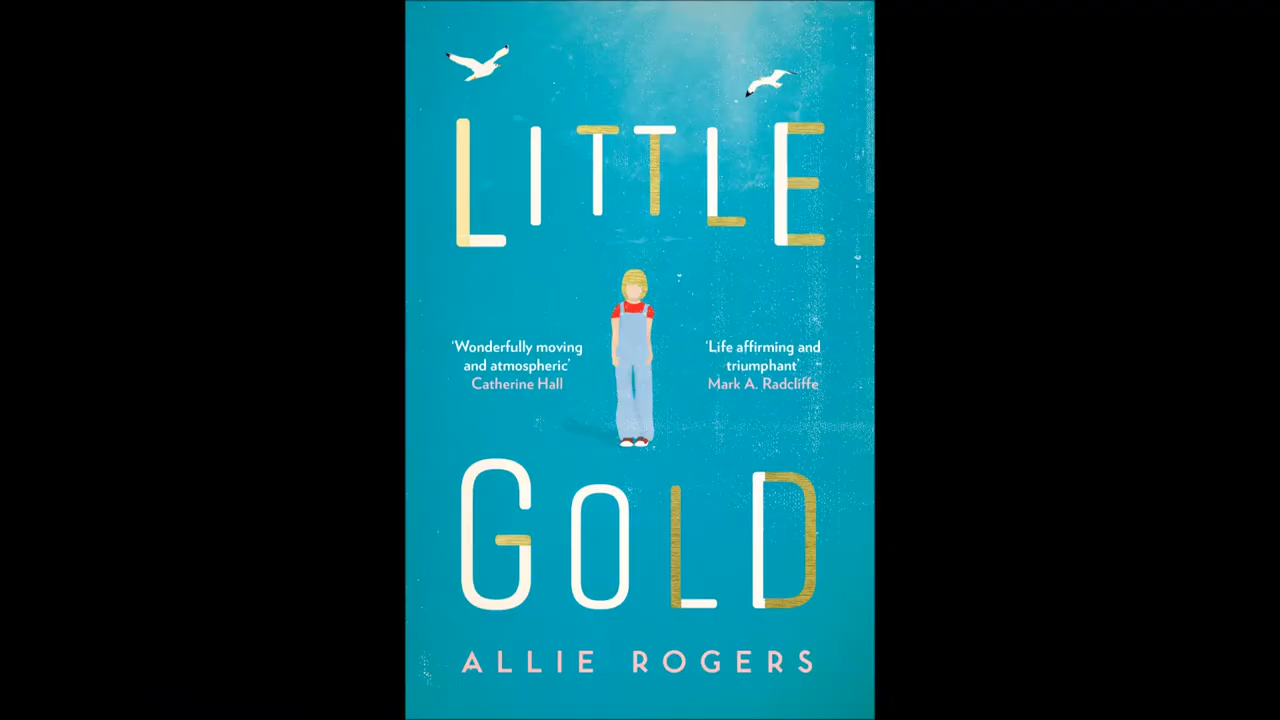 LITTLE
‘Wonderfully moving
and atmospheric’
Catherine Hall
‘Life affirming and
triumphant’
Mark A. Radcliffe
GOLD
ALLIE ROGERS